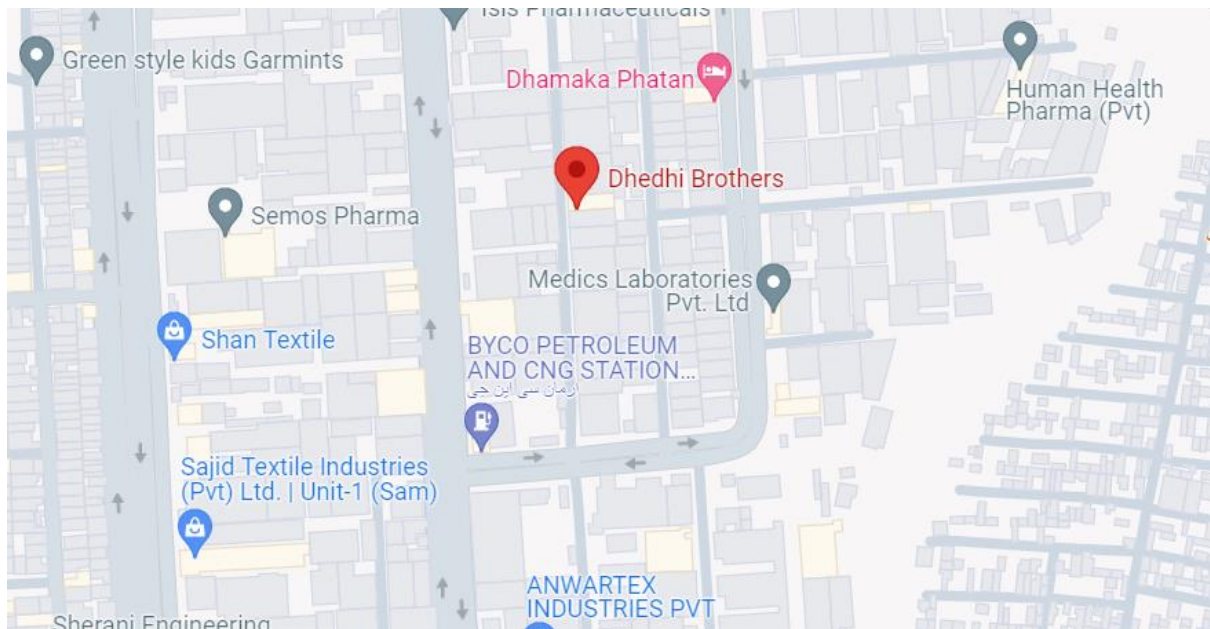 Isis Pharmaceuticals
Green style kids Garmints
Dhamaka Phatan
Human Health
Pharma (Pvt)
Dhedhi Brothers
Semos Pharma
Medics Laboratories
Pvt. Ltd
Shan Textile
BYCO PETROLEUM
AND CNG STATION...
ارمان سی این جی
Sajid Textile Industries
(Pvt) Ltd. | Unit-1 (Sam)
ANWARTEX
INDUSTRIES PVT
Sherani Engineering